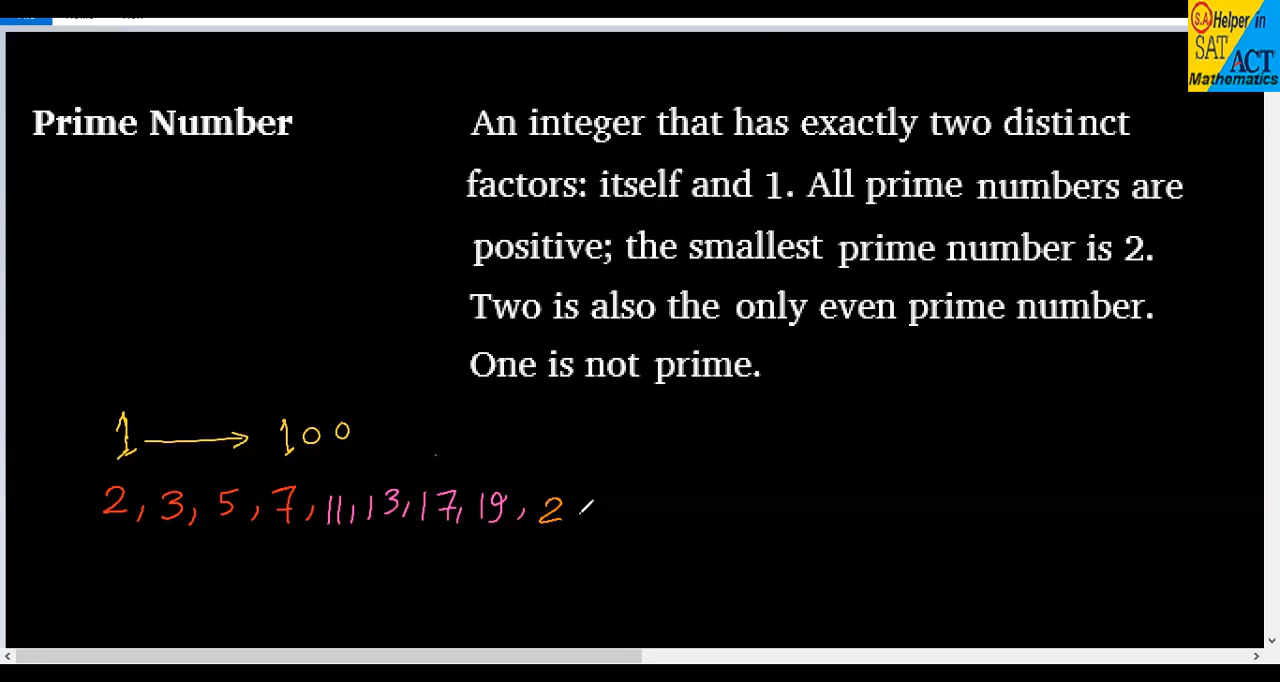 S.A Helper in
SAT
ACT
Mathematics
Prime Number
An integer that has exactly two distinct
factors: itself and 1. All prime numbers are
positive; the smallest prime number is 2.
Two is also the only even prime number.
One is not prime.
1 → 100
2, 3, 5, 7, 11, 13, 17, 19, 2